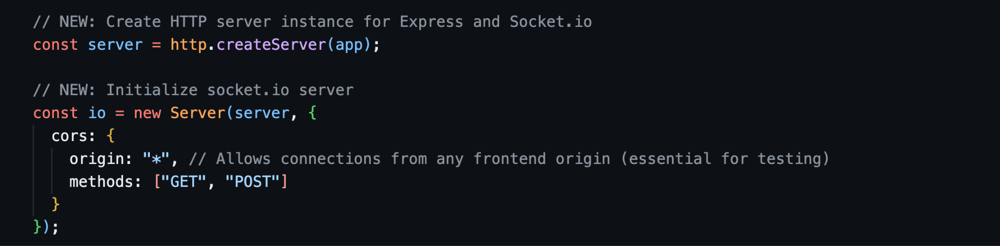 // NEW: Create HTTP server instance for Express and Socket.io
const server = http.createServer(app);
// NEW: Initialize socket.io server
const io = new Server(server, {
  cors: {
    origin: "*", // Allows connections from any frontend origin (essential for testing)
    methods: ["GET", "POST"]
  }
});